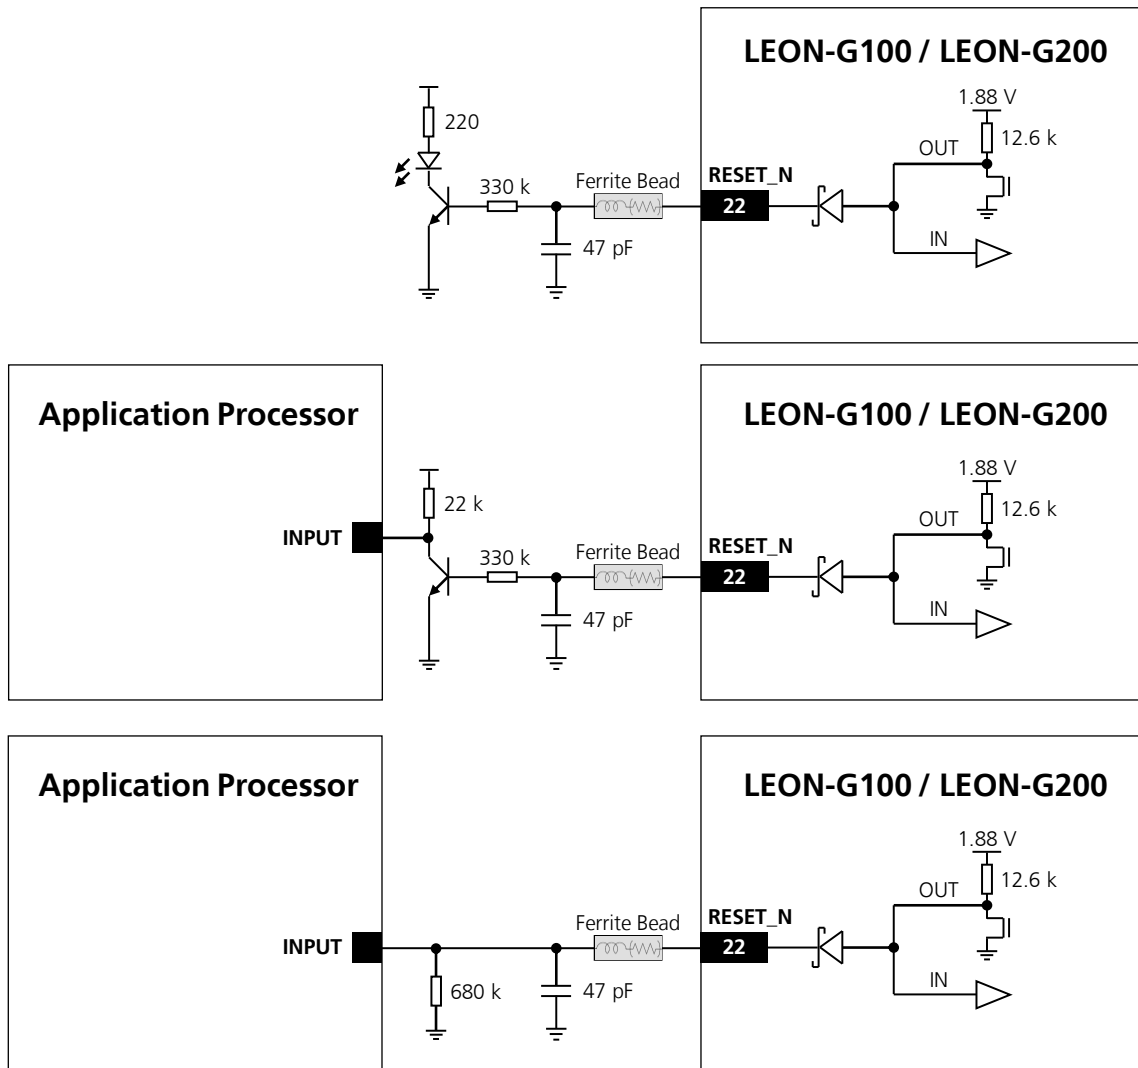 LEON-G100 / LEON-G200
1.88 V
12.6 k
OUT
220
Ferrite Bead
RESET_N
330 k
22
IN
47 pF
Application Processor
LEON-G100 / LEON-G200
1.88 V
22 k
12.6 k
OUT
INPUT
Ferrite Bead
RESET_N
330 k
22
IN
47 pF
Application Processor
LEON-G100 / LEON-G200
1.88 V
12.6 k
OUT
Ferrite Bead
RESET_N
INPUT
22
IN
680 k
47 pF